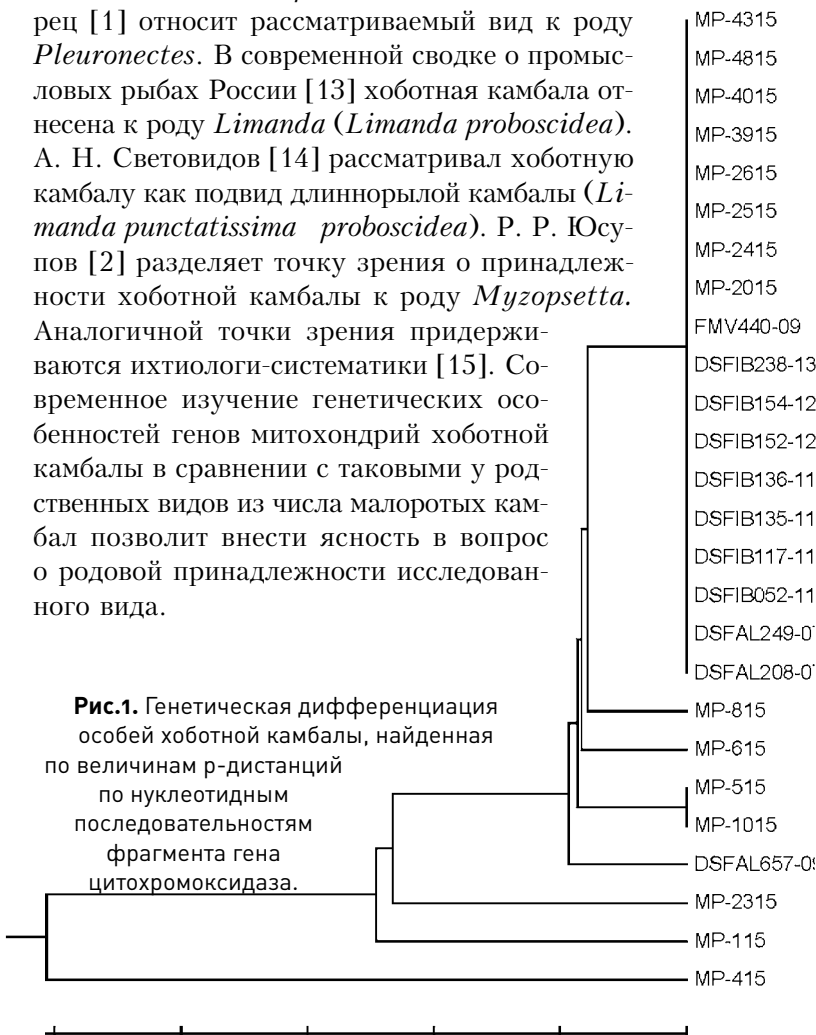 рец [1] относит рассматриваемый вид к роду
Pleuronectes. В современной сводке о промыс-
ловых рыбах России [13] хоботная камбала от-
несена к роду Limanda (Limanda proboscidea).
А. Н. Световидов [14] рассматривал хоботную
камбалу как подвид длиннорылой камбалы (Li-
manda punctatissima proboscidea). Р. Р. Юсу-
пов [2] разделяет точку зрения о принадлеж-
ности хоботной камбалы к роду Myzopsetta.
Аналогичной точки зрения придержи-
ваются ихтиологи-систематики [15]. Со-
временное изучение генетических осо-
бенностей генов митохондрий хоботной
камбалы в сравнении с таковыми у род-
ственных видов из числа малоротых кам-
бал позволит внести ясность в вопрос
о родовой принадлежности исследован-
ного вида.
Рис.1. Генетическая дифференциация
особей хоботной камбалы, найденная
по величинам p-дистанций
по нуклеотидным
последовательностям
фрагмента гена
цитохромоксидаза.
MP-4315
MP-4815
MP-4015
MP-3915
MP-2615
MP-2515
MP-2415
MP-2015
FMV440-09
DSFIB238-13
DSFIB154-12
DSFIB152-12
DSFIB136-11
DSFIB135-11
DSFIB117-11
DSFIB052-11
DSFAL249-0
DSFAL208-0
MP-815
MP-615
MP-515
MP-1015
DSFAL657-0
MP-2315
MP-115
MP-415